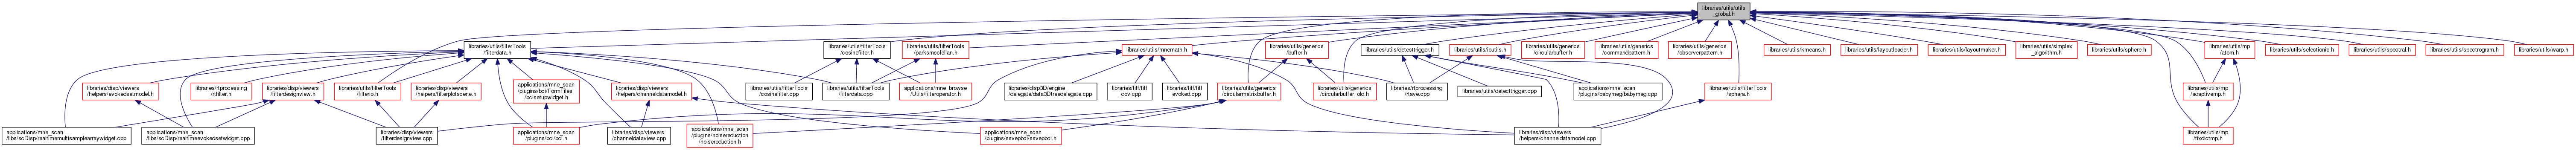 libraries/utils/utils
_global.h
libraries/utils/filterTools
/filterdata.h
libraries/utils/filterTools
/cosinefilter.h
libraries/utils/filterTools
/parksmcclellan.h
libraries/utils/mnemath.h
libraries/utils/generics
/buffer.h
libraries/utils/detecttrigger.h
libraries/utils/ioutils.h
libraries/utils/generics
/circularbuffer.h
libraries/utils/generics
/commandpattern.h
libraries/utils/generics
/observerpattern.h
libraries/utils/kmeans.h
libraries/utils/layoutloader.h
libraries/utils/layoutmaker.h
libraries/utils/simplex
_algorithm.h
libraries/utils/sphere.h
libraries/utils/mp
/atom.h
libraries/utils/selectionio.h
libraries/utils/spectral.h
libraries/utils/spectrogram.h
libraries/utils/warp.h
libraries/disp/viewers
/helpers/evokedsetmodel.h
libraries/rtprocessing
/rtfilter.h
libraries/disp/viewers
/filterdesignview.h
libraries/utils/filterTools
/filterio.h
libraries/disp/viewers
/helpers/filterplotscene.h
applications/mne_scan
/plugins/bci/FormFiles
/bcisetupwidget.h
libraries/disp/viewers
/helpers/channeldatamodel.h
libraries/utils/filterTools
/cosinefilter.cpp
libraries/utils/filterTools
/filterdata.cpp
applications/mne_browse
/Utils/filteroperator.h
libraries/disp3D/engine
/delegate/data3Dtreedelegate.cpp
libraries/fiff/fiff
_cov.cpp
libraries/fiff/fiff
_evoked.cpp
libraries/utils/generics
/circularmatrixbuffer.h
libraries/utils/generics
/circularbuffer_old.h
libraries/rtprocessing
/rtave.cpp
libraries/utils/detecttrigger.cpp
applications/mne_scan
/plugins/babymeg/babymeg.cpp
libraries/utils/filterTools
/sphara.h
libraries/utils/mp
/adaptivemp.h
applications/mne_scan
/libs/scDisp/realtimemultisamplearraywidget.cpp
applications/mne_scan
/libs/scDisp/realtimeevokedsetwidget.cpp
libraries/disp/viewers
/filterdesignview.cpp
applications/mne_scan
/plugins/bci/bci.h
libraries/disp/viewers
/channeldataview.cpp
applications/mne_scan
/plugins/noisereduction
/noisereduction.h
applications/mne_scan
/plugins/ssvepbci/ssvepbci.h
libraries/disp/viewers
/helpers/channeldatamodel.cpp
libraries/utils/mp
/fixdictmp.h